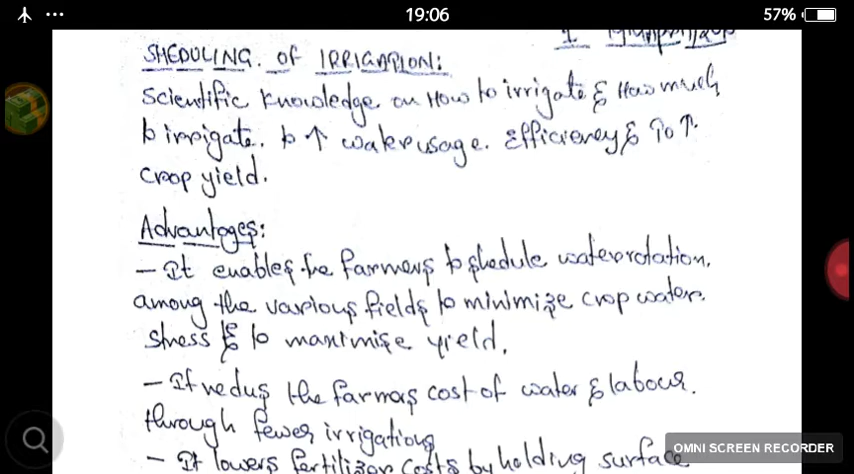 19:06
57%
SHEDULING. OF IRRIGATION:
Scientific knowledge on How to irrigate & How much
to irrigate. to ↑ water usage. Efficiency & To ↑
crop yield.
Advantages:
- It enables the farmers to shedule water rotation.
among the various fields to minimize crop water.
stress & to maximise yield.
- It redus the farmers cost of water & labour.
through fewer irrigations
- It lowers fertilizer costs by holding surface
OMNI SCREEN RECORDER